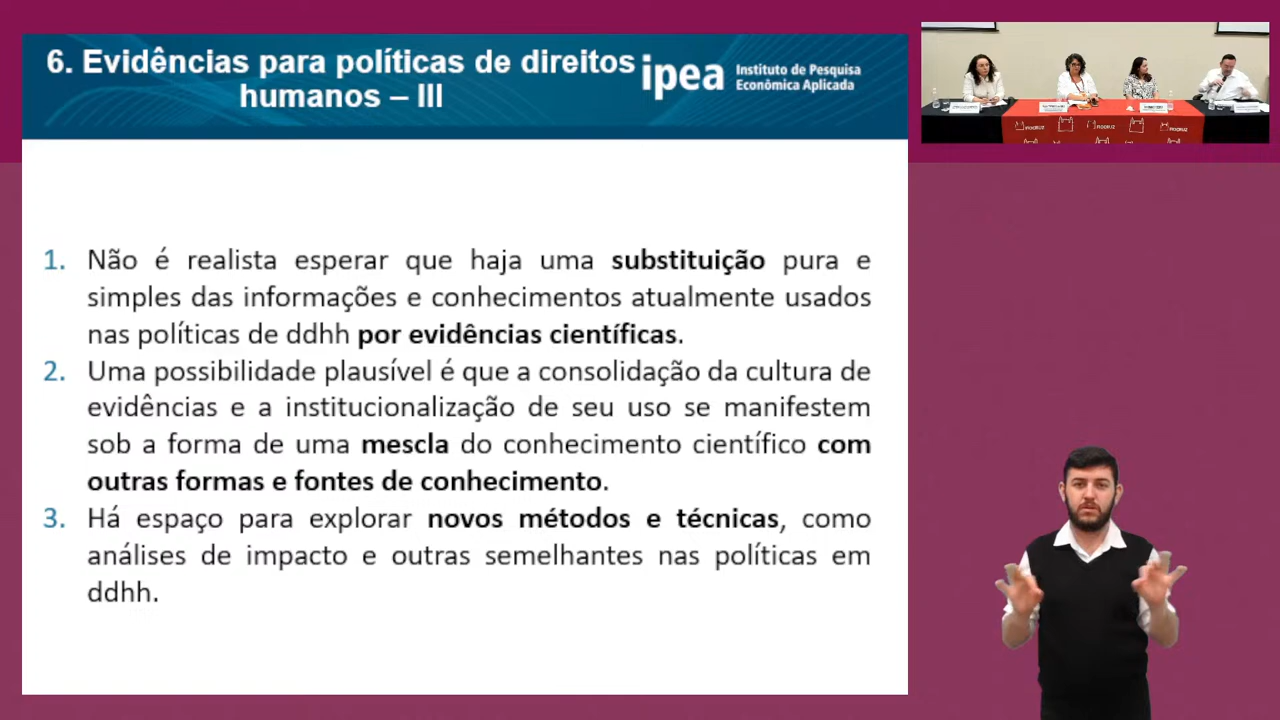 6. Evidências para políticas de direitos
humanos – III
ipea Instituto de Pesquisa
Econômica Aplicada
1. Não é realista esperar que haja uma substituição pura e
simples das informações e conhecimentos atualmente usados
nas políticas de ddhh por evidências científicas.
2. Uma possibilidade plausível é que a consolidação da cultura de
evidências e a institucionalização de seu uso se manifestem
sob a forma de uma mescla do conhecimento científico com
outras formas e fontes de conhecimento.
3. Há espaço para explorar novos métodos e técnicas, como
análises de impacto e outras semelhantes nas políticas em
ddhh.
FIOCRUZ FIOCRUZ FIOCRUZ